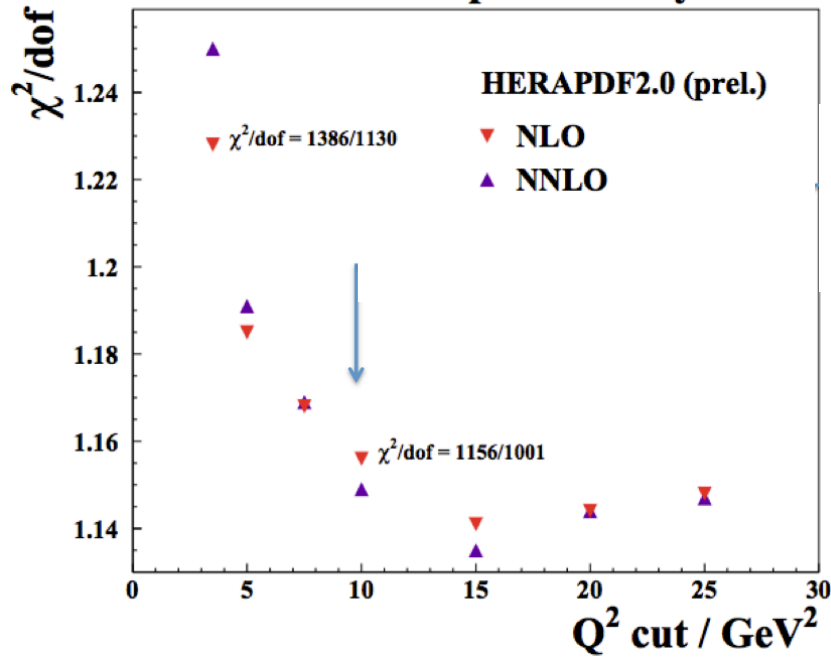 χ²/dof
HERAPDF2.0 (prel.)
NLO
NNLO
χ²/dof = 1386/1130
χ²/dof = 1156/1001
1.24
1.22
1.2
1.18
1.16
1.14
0 5 10 15 20 25 30
Q² cut / GeV²